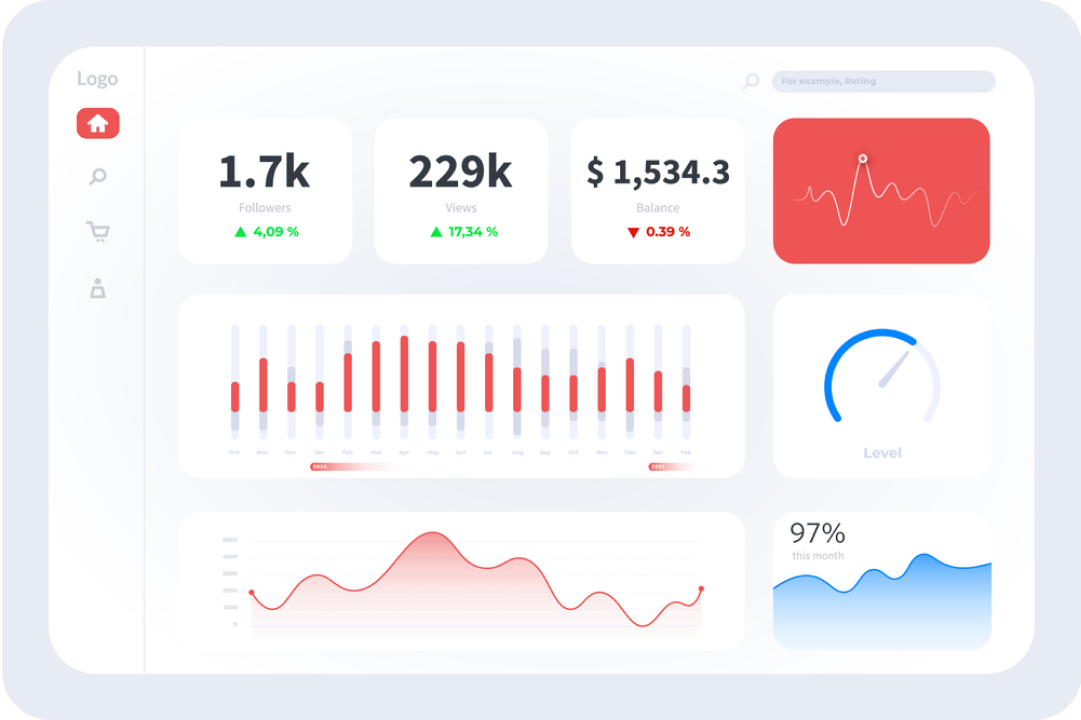 Logo
For example, Rating
1.7k
Followers
▲ 4,09 %
229k
Views
▲ 17,34 %
$ 1,534.3
Balance
▼ 0.39 %
Oct Nov Dec Jan Feb Mar Apr May Sun Jul Aug Sep Oct Nov Dec Jan Feb
2020 2021
Level
5000
4000
3000
2000
1000
0
97%
this month